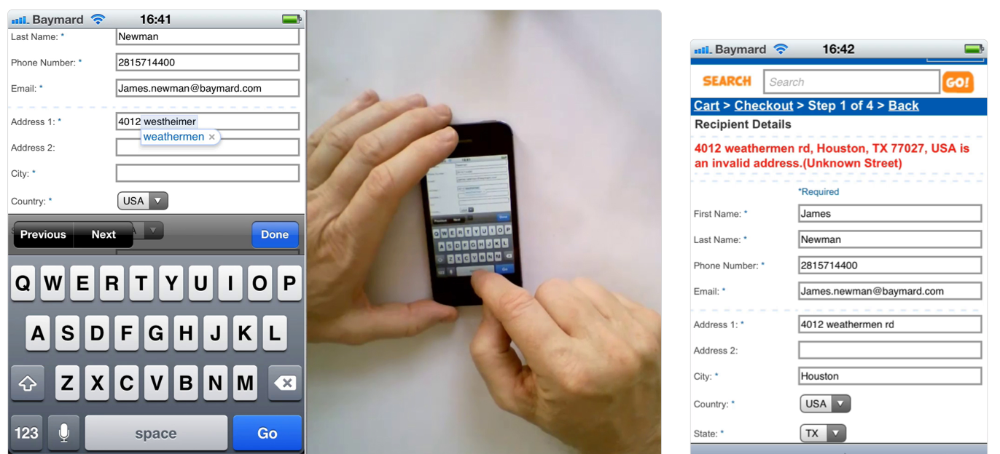 Baymard 16:41
Last Name: * Newman
Phone Number: * 2815714400
Email: * James.newman@baymard.com
Address 1: * 4012 westheimer
weathermen ×
Address 2:
City: *
Country: * USA
Previous Next Done
Q W E R T Y U I O P
A S D F G H J K L
Z X C V B N M
123 space Go
Q W E R T Y U I O P
A S D F G H J K L
Z X C V B N M
Baymard 16:42
SEARCH Search GO!
Cart > Checkout > Step 1 of 4 > Back
Recipient Details
4012 weathermen rd, Houston, TX 77027, USA is
an invalid address.(Unknown Street)
*Required
First Name: * James
Last Name: * Newman
Phone Number: * 2815714400
Email: * James.newman@baymard.com
Address 1: * 4012 weathermen rd
Address 2:
City: * Houston
Country: * USA
State: * TX